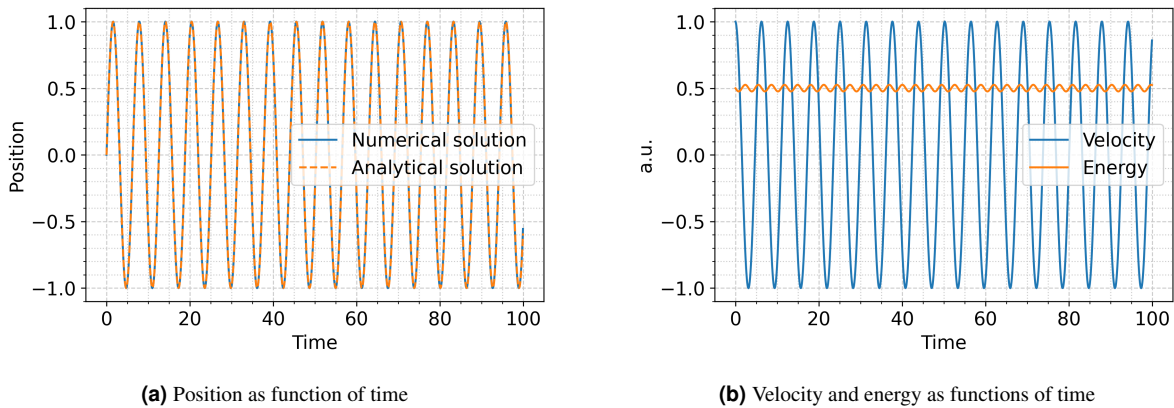 1.0
0.5
0.0
−0.5
−1.0
Position
Numerical solution
Analytical solution
0 20 40 60 80 100
Time
(a) Position as function of time
1.0
0.5
0.0
−0.5
−1.0
a.u.
Velocity
Energy
0 20 40 60 80 100
Time
(b) Velocity and energy as functions of time